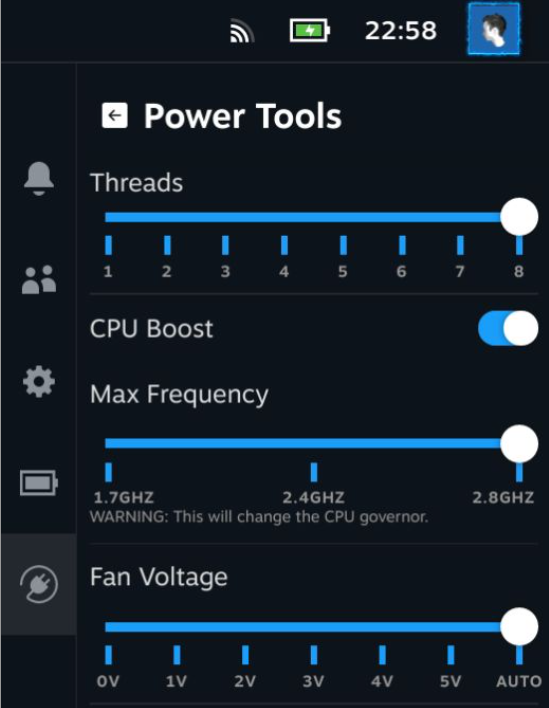 22:58
Power Tools
Threads
1 2 3 4 5 6 7 8
CPU Boost
Max Frequency
1.7GHZ 2.4GHZ 2.8GHZ
WARNING: This will change the CPU governor.
Fan Voltage
0V 1V 2V 3V 4V 5V AUTO